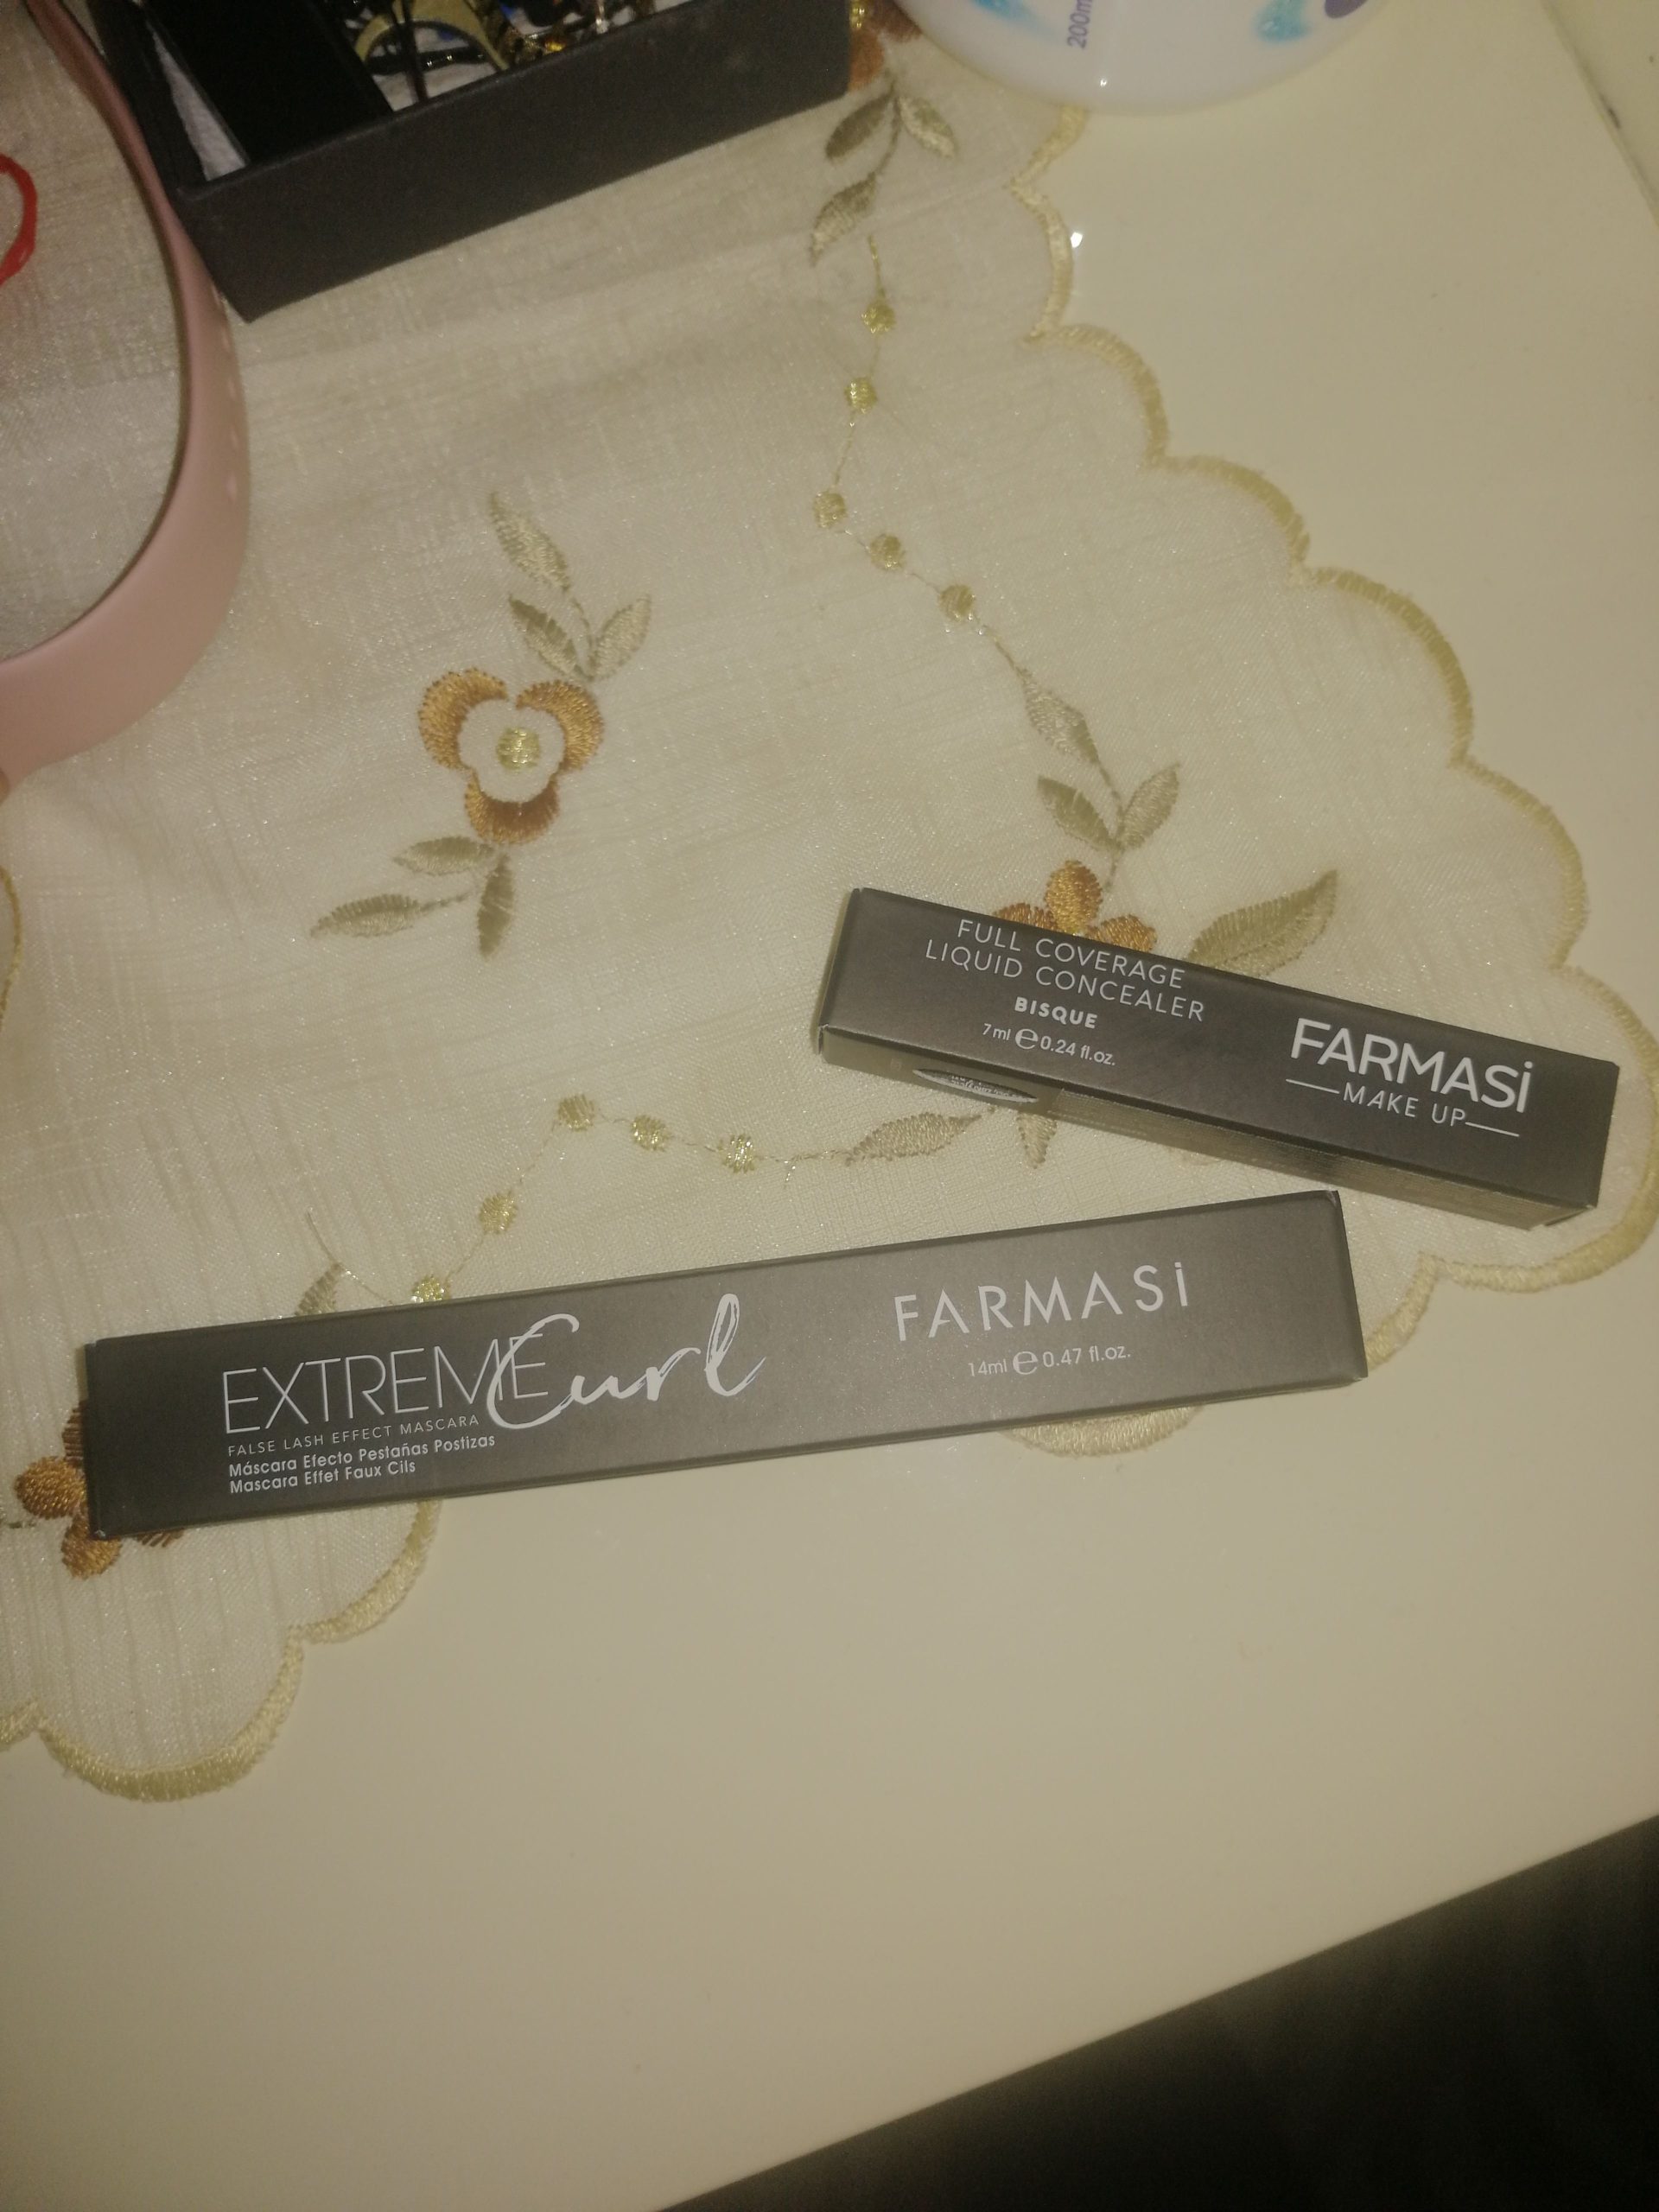 200m
FULL COVERAGE
LIQUID CONCEALER
BISQUE
7ml e 0.24 fl.oz.
FARMASi
MAKE UP
EXTREME Curl
FALSE LASH EFFECT MASCARA
Máscara Efecto Pestañas Postizas
Mascara Effet Faux Cils
FARMASi
14ml e 0.47 fl.oz.